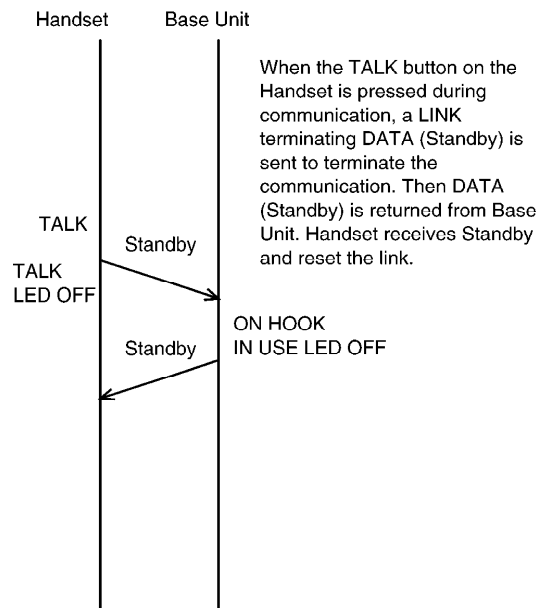 Handset
Base Unit
When the TALK button on the
Handset is pressed during
communication, a LINK
terminating DATA (Standby) is
sent to terminate the
communication. Then DATA
(Standby) is returned from Base
Unit. Handset receives Standby
and reset the link.
TALK
Standby
TALK
LED OFF
ON HOOK
IN USE LED OFF
Standby